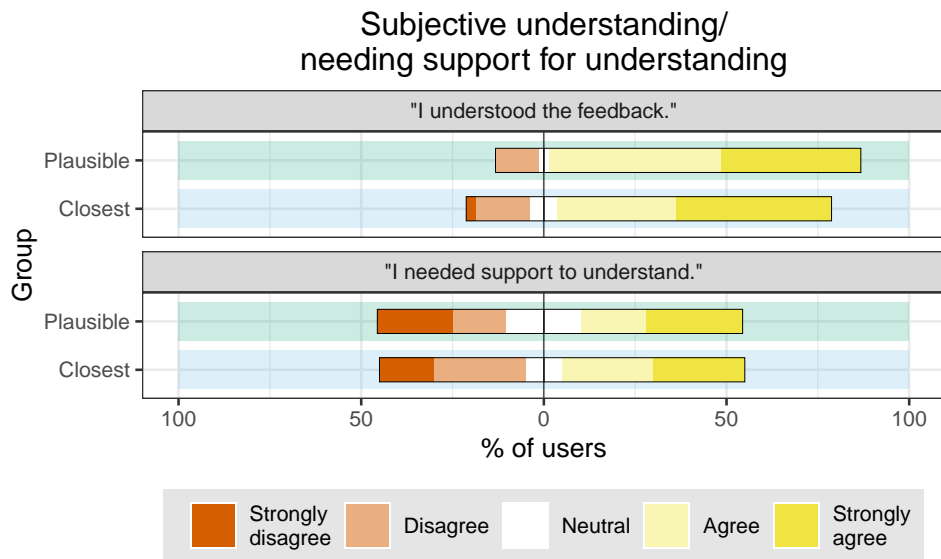 Subjective understanding/
needing support for understanding
"I understood the feedback."
Plausible
Closest
Group
"I needed support to understand."
Plausible
Closest
100 50 0 50 100
% of users
Strongly disagree Disagree Neutral Agree Strongly agree